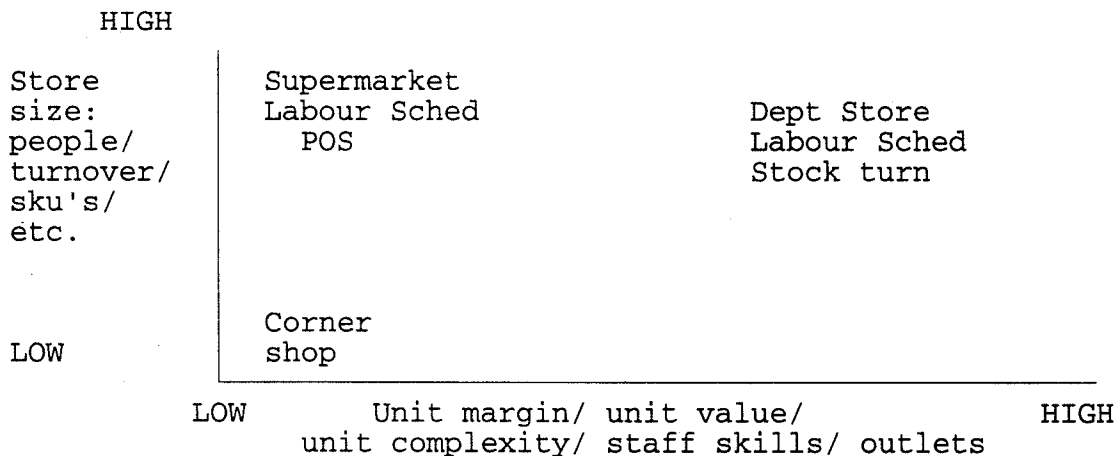 HIGH
Store
size:
people/
turnover/
sku's/
etc.
LOW
Supermarket
Labour Sched
POS
Dept Store
Labour Sched
Stock turn
Corner
shop
LOW
Unit margin/ unit value/
unit complexity/ staff skills/ outlets
HIGH